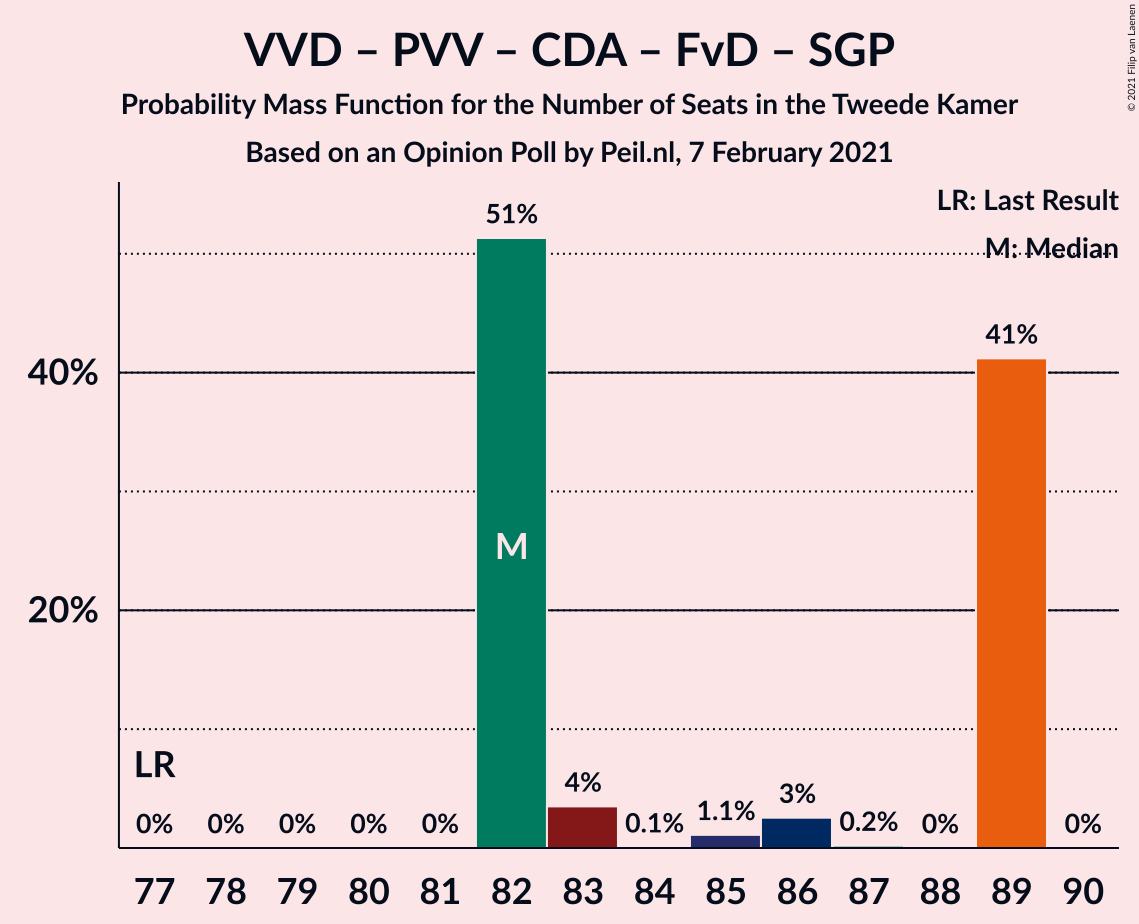 VVD – PVV – CDA – FvD – SGP
Probability Mass Function for the Number of Seats in the Tweede Kamer
Based on an Opinion Poll by Peil.nl, 7 February 2021
© 2021 Filip van Laenen
LR: Last Result
M: Median
51%
41%
40%
M
20%
LR
0% 0% 0% 0% 0% 4% 0.1% 1.1% 3% 0.2% 0% 0%
77 78 79 80 81 82 83 84 85 86 87 88 89 90